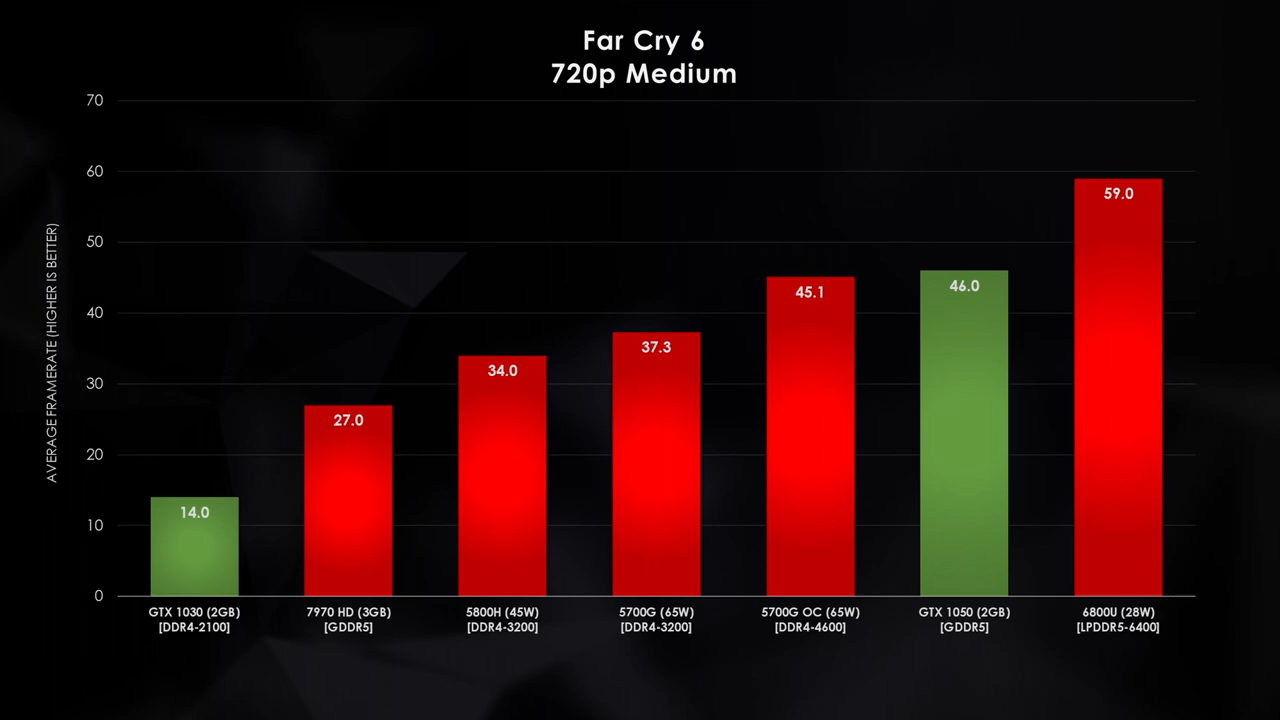 Far Cry 6
720p Medium
AVERAGE FRAMERATE (HIGHER IS BETTER)
70
60
50
40
30
20
10
0
14.0
27.0
34.0
37.3
45.1
46.0
59.0
GTX 1030 (2GB)
[DDR4-2100]
7970 HD (3GB)
[GDDR5]
5800H (45W)
[DDR4-3200]
5700G (65W)
[DDR4-3200]
5700G OC (65W)
[DDR4-4600]
GTX 1050 (2GB)
[GDDR5]
6800U (28W)
[LPDDR5-6400]